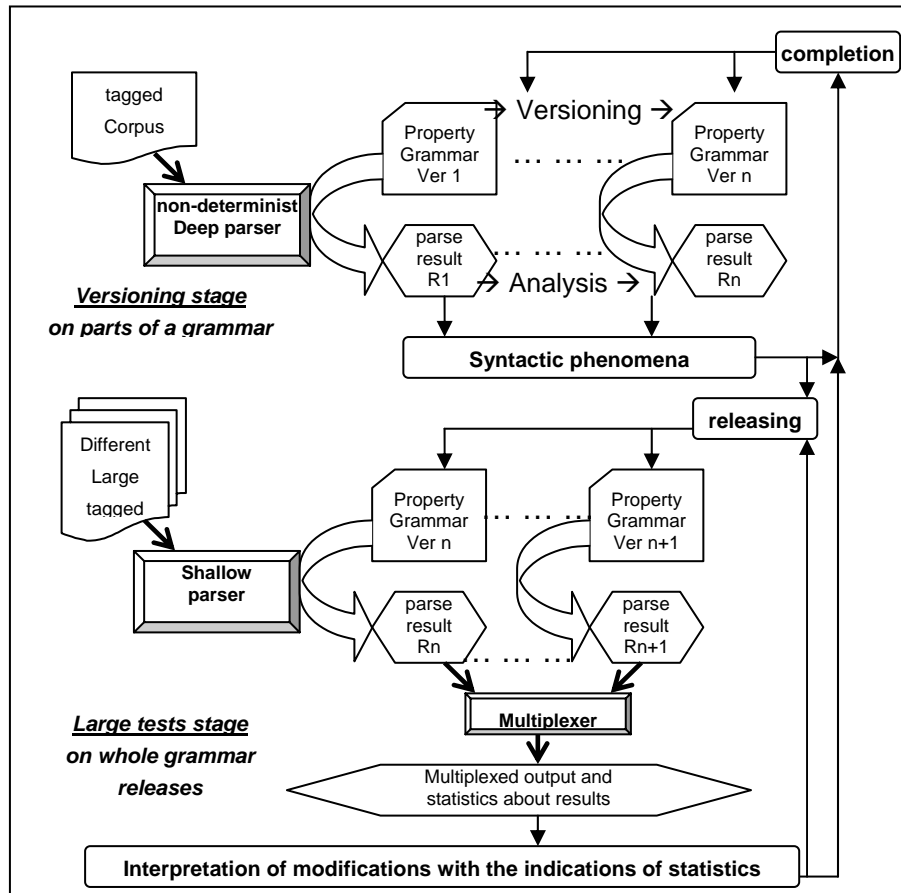 completion
tagged
Corpus
→ Versioning →
Property
Grammar
Ver 1
... ... ...
Property
Grammar
Ver n
non-determinist
Deep parser
parse
result
R1
... ... ...
→ Analysis →
parse
result
Rn
Versioning stage
on parts of a grammar
Syntactic phenomena
releasing
Different
Large
tagged
Property
Grammar
Ver n
... ... ...
Property
Grammar
Ver n+1
Shallow
parser
parse
result
Rn
... ... ...
parse
result
Rn+1
Multiplexer
Large tests stage
on whole grammar
releases
Multiplexed output and
statistics about results
Interpretation of modifications with the indications of statistics